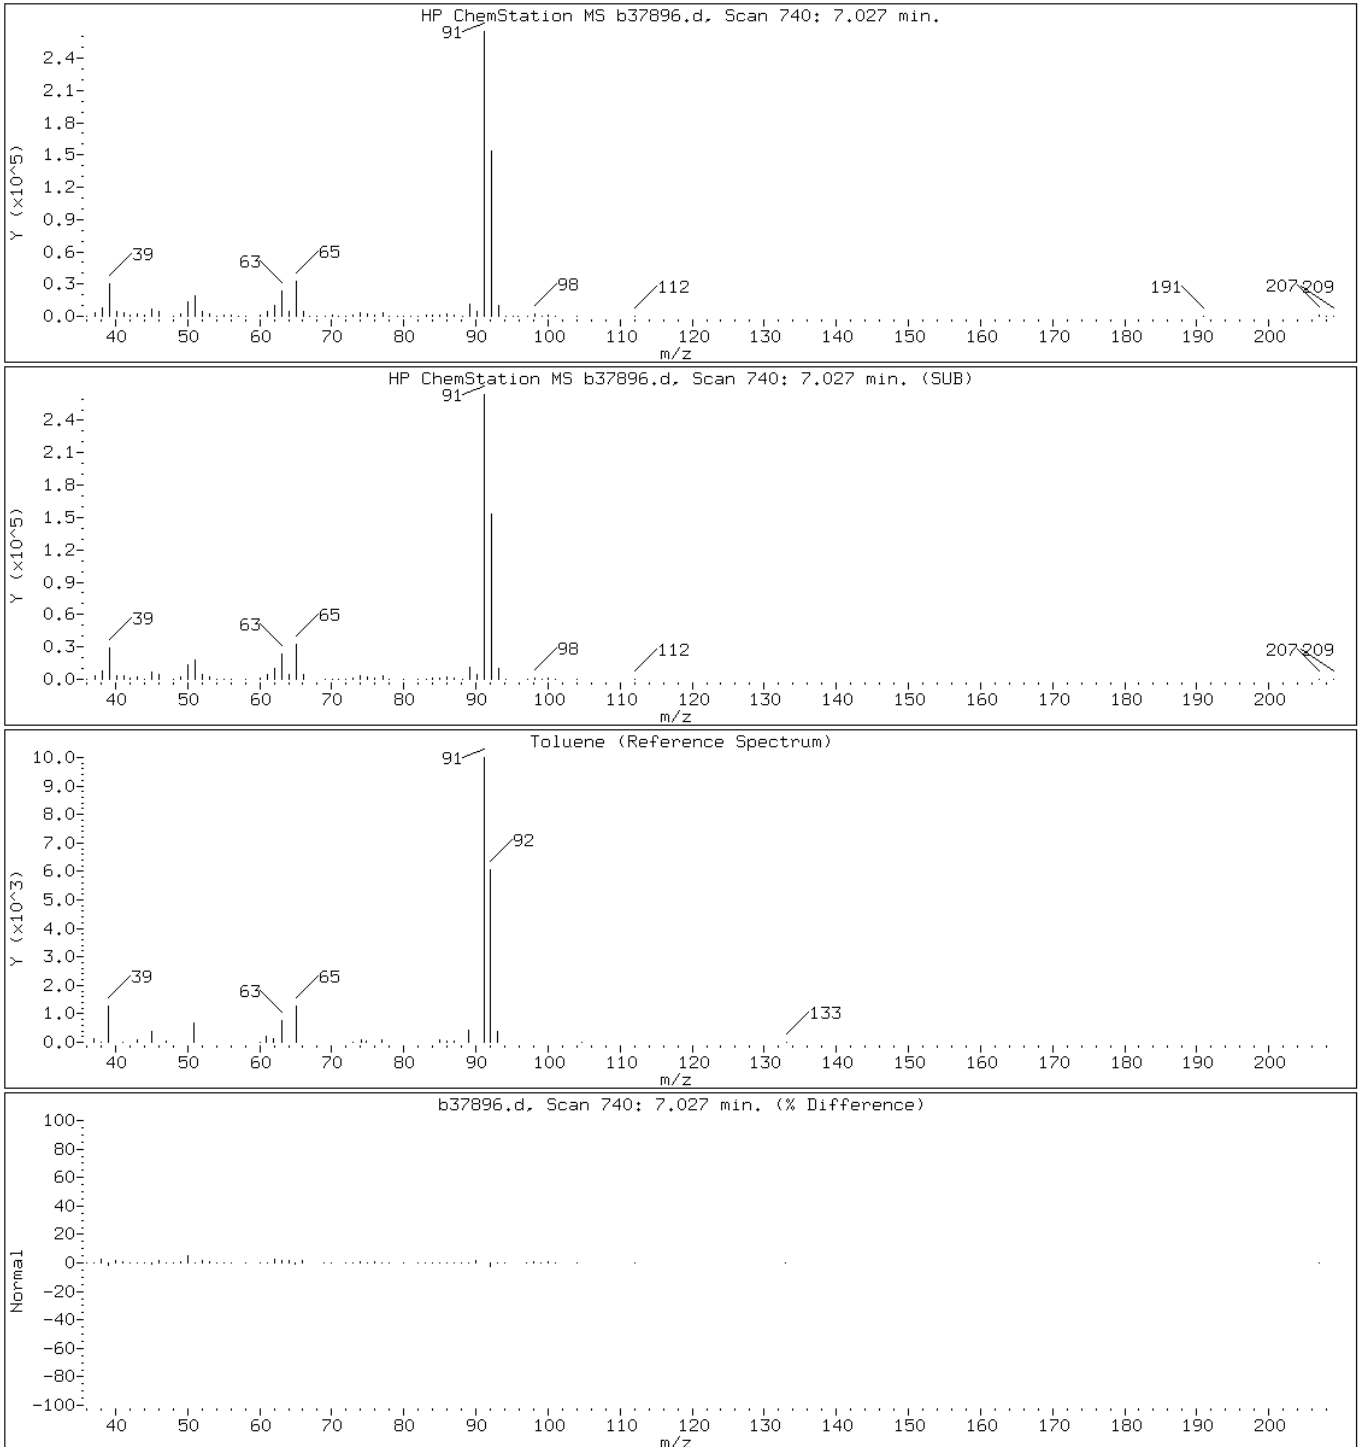 HP ChemStation MS b37896.d, Scan 740: 7.027 min.
91
2.4
2.1
1.8
1.5
1.2
0.9
0.6
0.3
0.0
Y (x10^5)
39 63 65 98 112 191 207 209
40 50 60 70 80 90 100 110 120 130 140 150 160 170 180 190 200
m/z
HP ChemStation MS b37896.d, Scan 740: 7.027 min. (SUB)
91
2.4
2.1
1.8
1.5
1.2
0.9
0.6
0.3
0.0
Y (x10^5)
39 63 65 98 112 207 209
40 50 60 70 80 90 100 110 120 130 140 150 160 170 180 190 200
m/z
Toluene (Reference Spectrum)
91
92
10.0
9.0
8.0
7.0
6.0
5.0
4.0
3.0
2.0
1.0
0.0
Y (x10^3)
39 63 65 133
40 50 60 70 80 90 100 110 120 130 140 150 160 170 180 190 200
m/z
b37896.d, Scan 740: 7.027 min. (% Difference)
100
80
60
40
20
0
-20
-40
-60
-80
-100
Normal
40 50 60 70 80 90 100 110 120 130 140 150 160 170 180 190 200
m/z